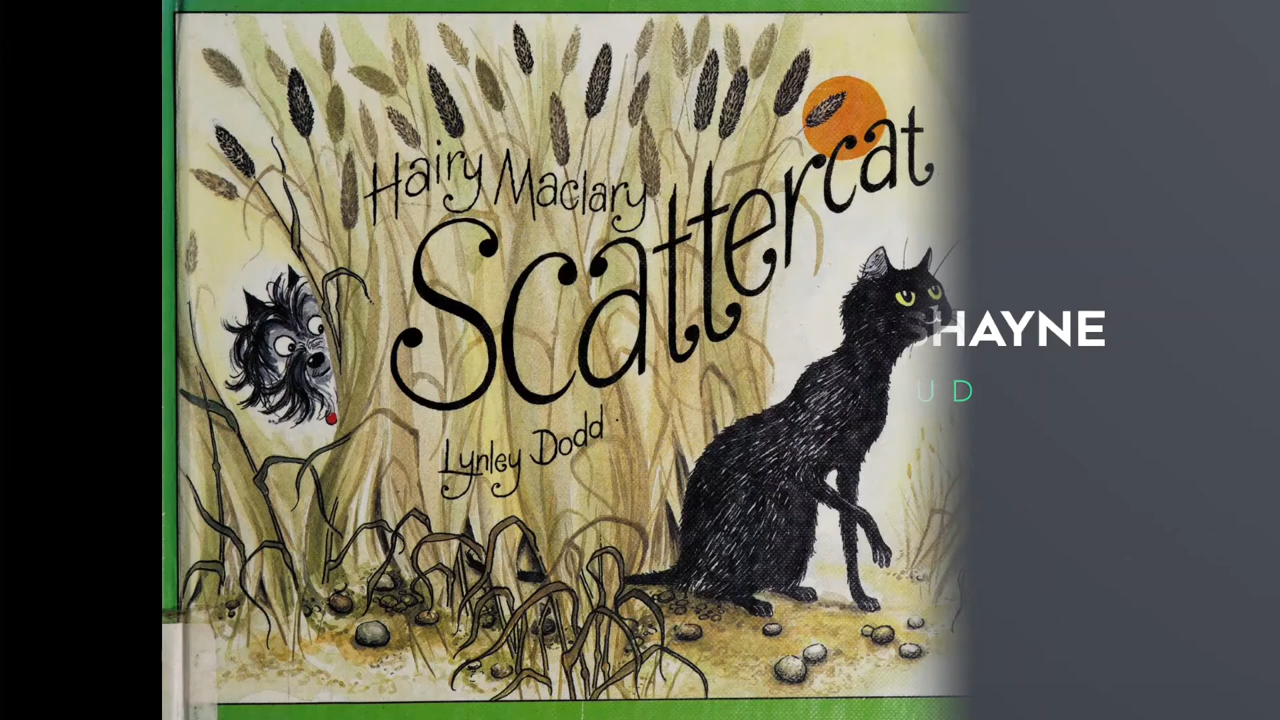 Hairy Maclary
Scattercat
Lynley Dodd
HAYNE
U D